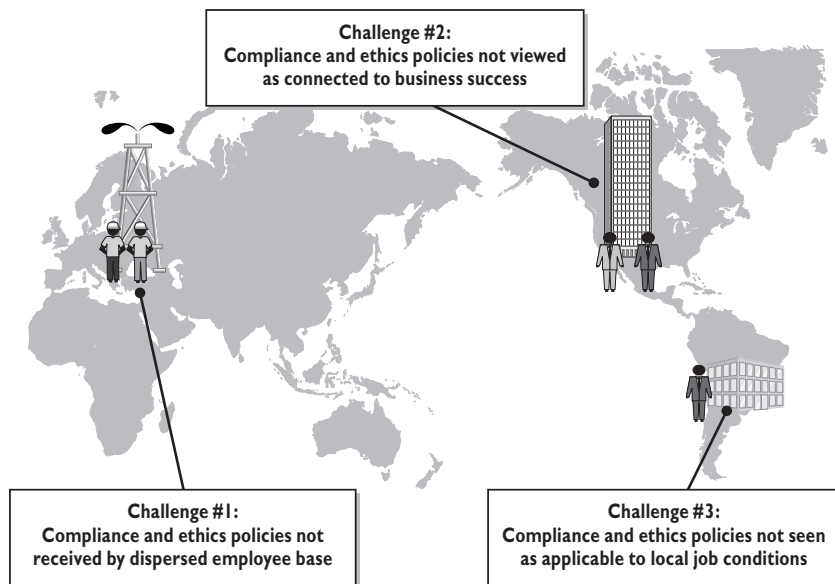 Challenge #2:
Compliance and ethics policies not viewed
as connected to business success
Challenge #1:
Compliance and ethics policies not
received by dispersed employee base
Challenge #3:
Compliance and ethics policies not seen
as applicable to local job conditions